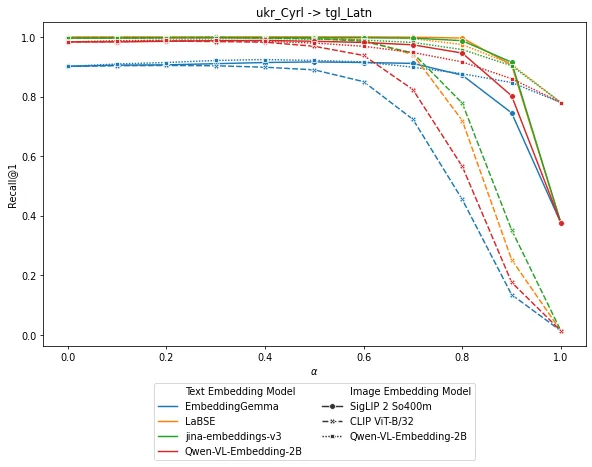 ukr_Cyrl -> tgl_Latn
Recall@1
1.0
0.8
0.6
0.4
0.2
0.0
0.0 0.2 0.4 0.6 0.8 1.0
α
Text Embedding Model Image Embedding Model
EmbeddingGemma SigLIP 2 So400m
LaBSE CLIP ViT-B/32
jina-embeddings-v3 Qwen-VL-Embedding-2B
Qwen-VL-Embedding-2B